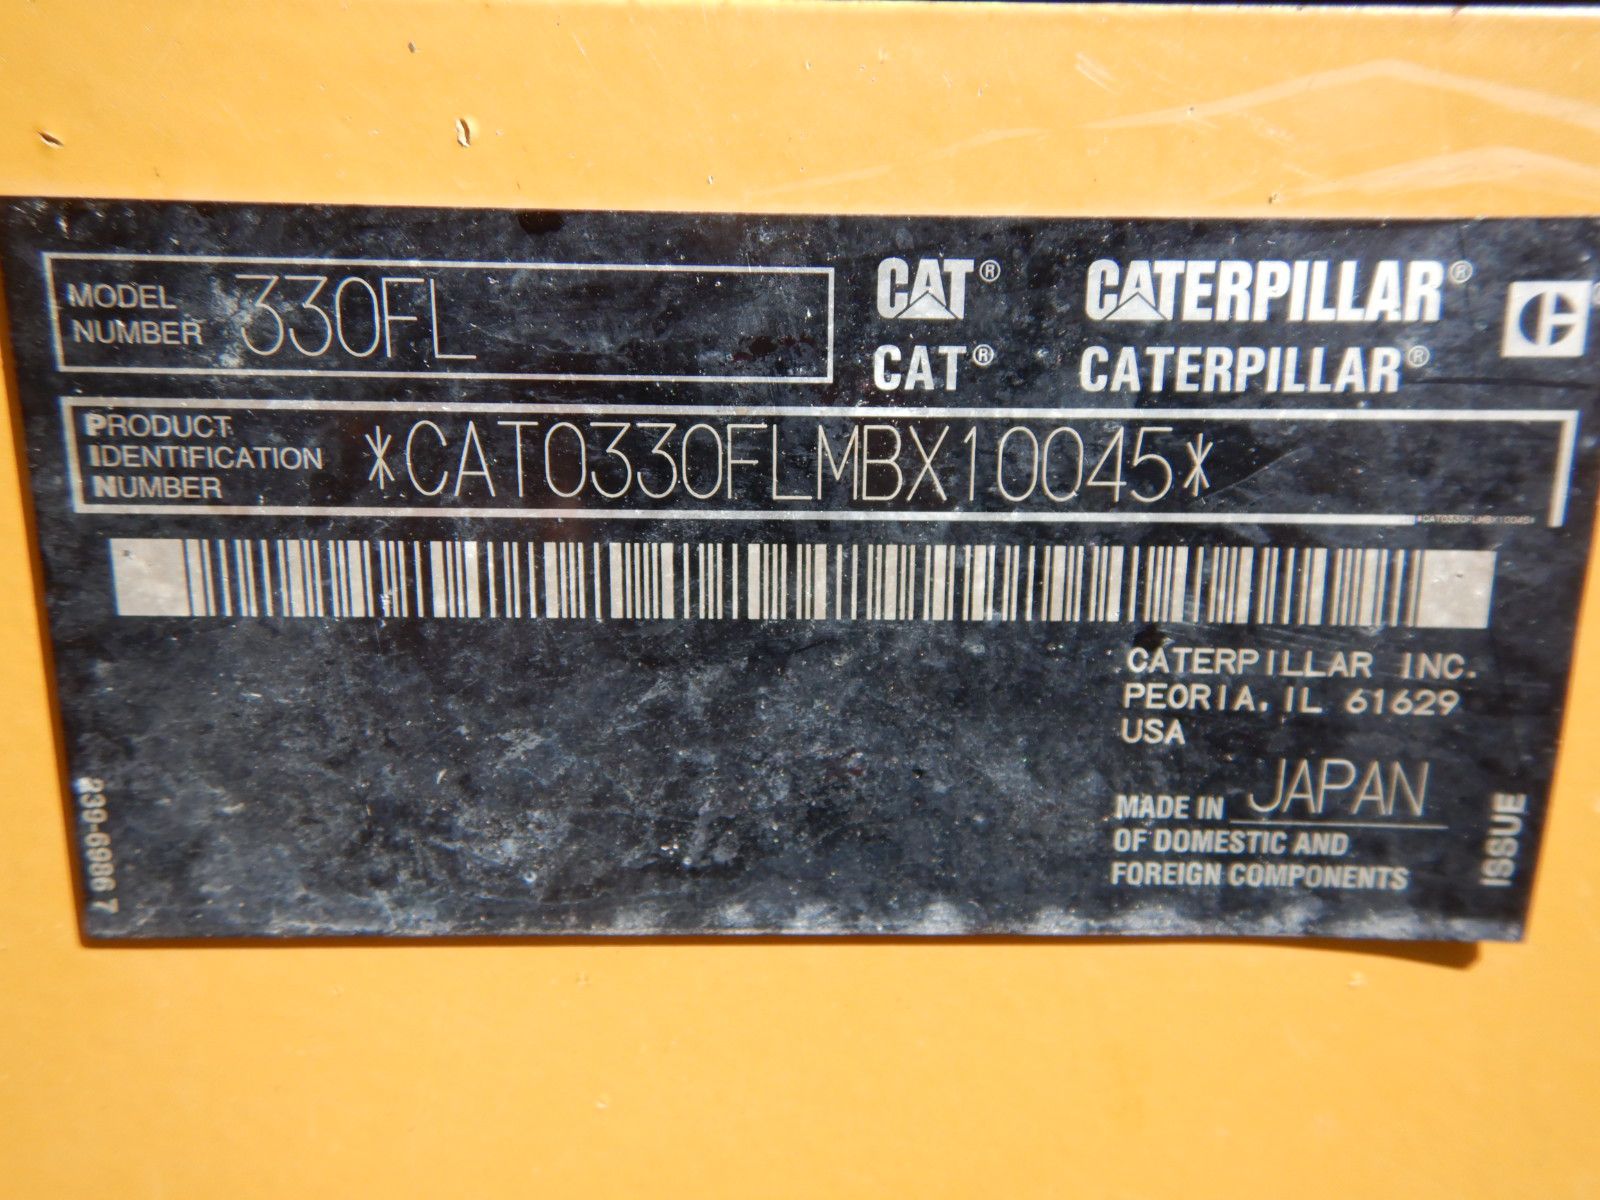 MODEL
NUMBER 330FL
CAT® CATERPILLAR®
CAT® CATERPILLAR®
PRODUCT
IDENTIFICATION
NUMBER *CAT0330FLMBX10045*
*CAT0330FLMBX10045*
CATERPILLAR INC.
PEORIA, IL 61629
USA
MADE IN JAPAN
OF DOMESTIC AND
FOREIGN COMPONENTS
239-6986 7
ISSUE